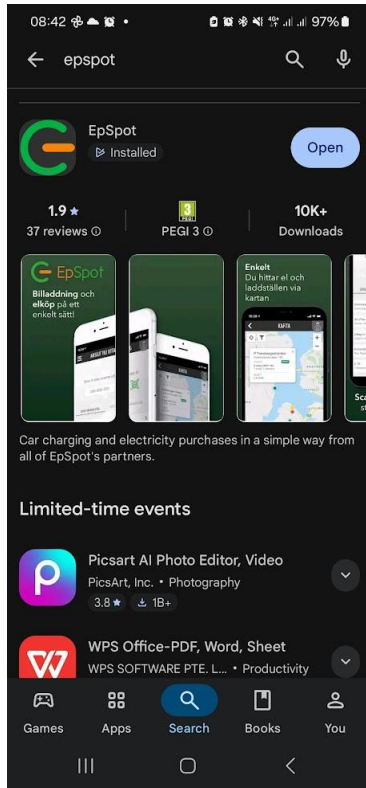 08:42
97%
epspot
EpSpot
Installed
Open
1.9 ★
37 reviews
3
PEGI 3
10K+
Downloads
EpSpot
Billaddning och
elköp på ett
enkelt sätt!
Enkelt
Du hittar el och
laddställen via
kartan
KARTA
Car charging and electricity purchases in a simple way from
all of EpSpot's partners.
Limited-time events
Picsart AI Photo Editor, Video
PicsArt, Inc. • Photography
3.8 ★ 1B+
WPS Office-PDF, Word, Sheet
WPS SOFTWARE PTE. L... • Productivity
Games
Apps
Search
Books
You